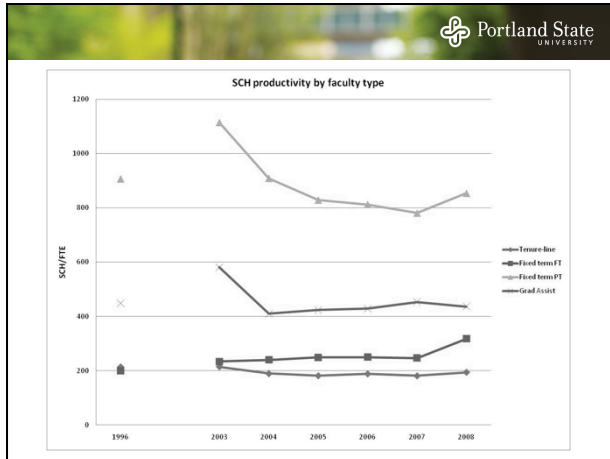 Portland State
UNIVERSITY
SCH productivity by faculty type
1200
1000
800
600
400
200
0
SCH/FTE
1996 2003 2004 2005 2006 2007 2008
Tenure-line
Fixed term FT
Fixed term PT
Grad Assist